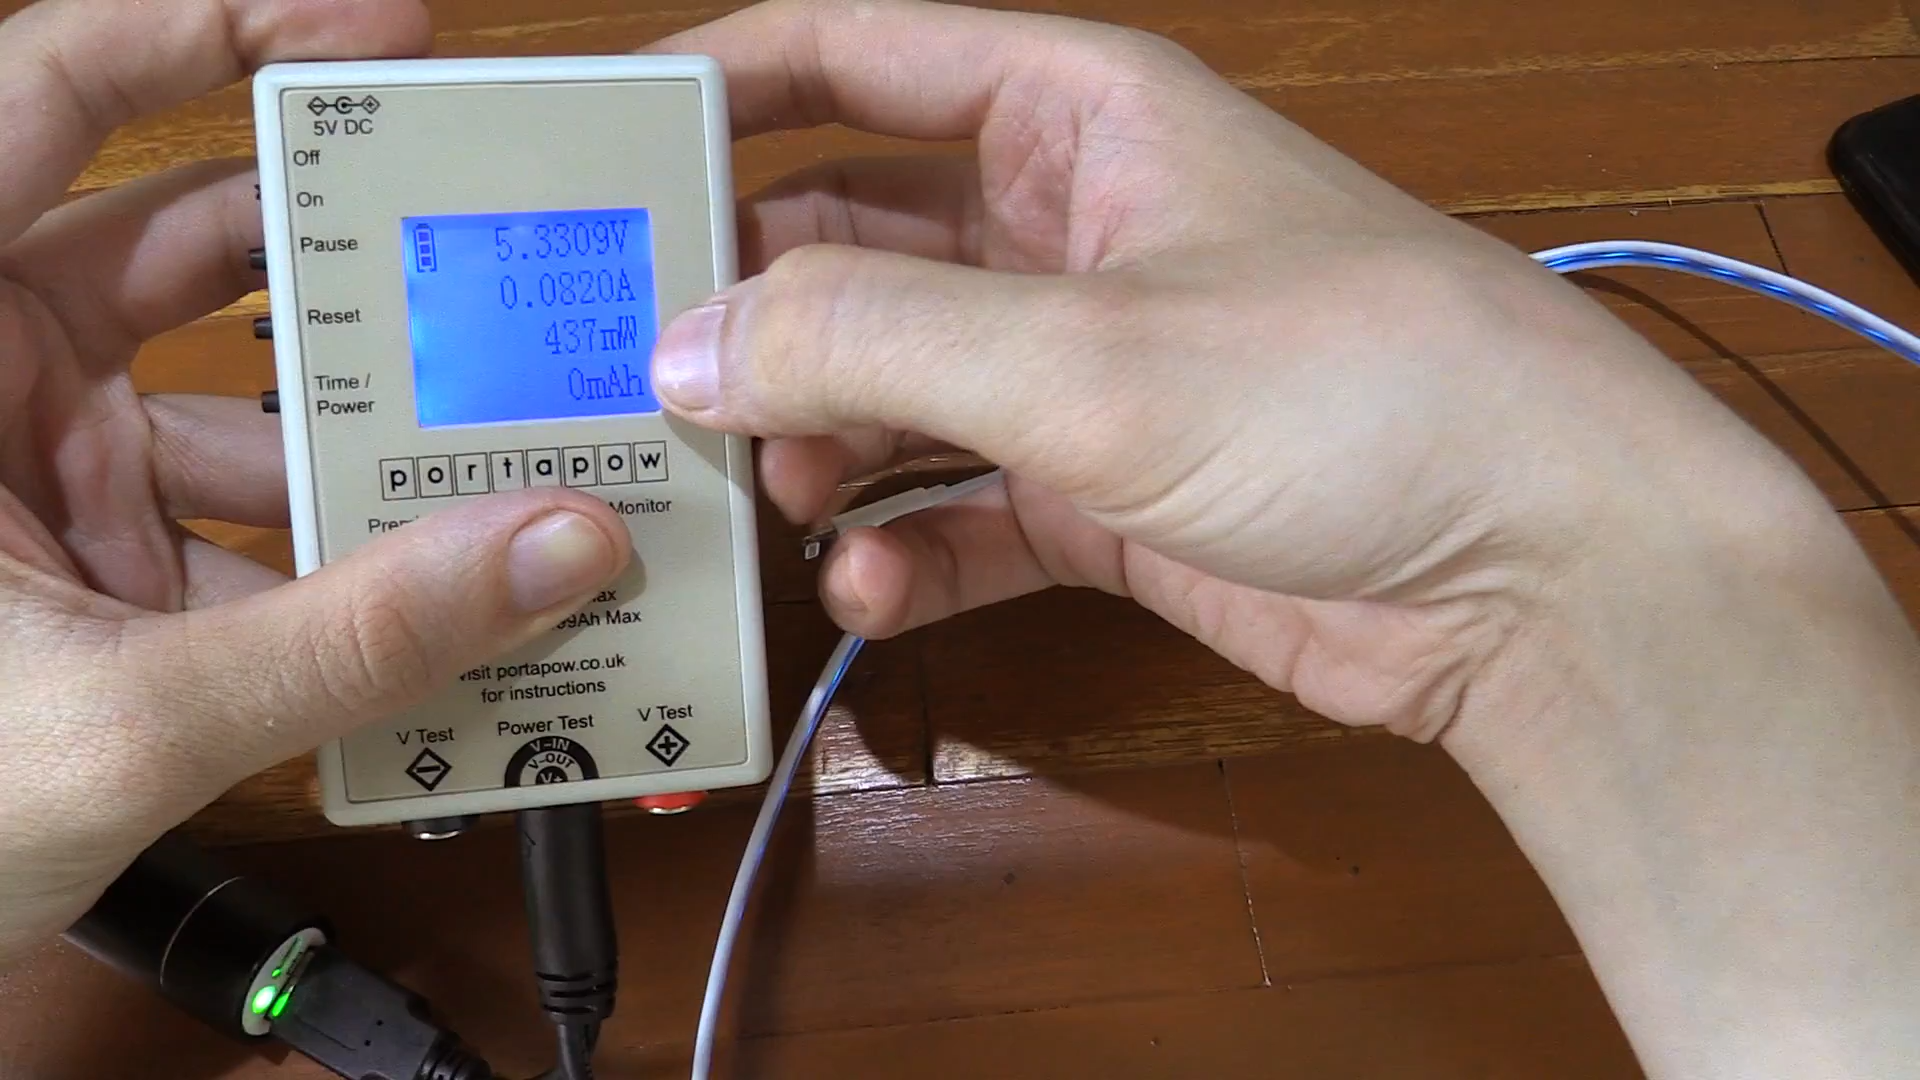 5V DC
Off
On
Pause
Reset
Time /
Power
5.3309V
0.0820A
437mW
0mAh
portapow
Monitor
99Ah Max
visit portapow.co.uk
for instructions
V Test
Power Test
V Test
V-IN
V-OUT
V+